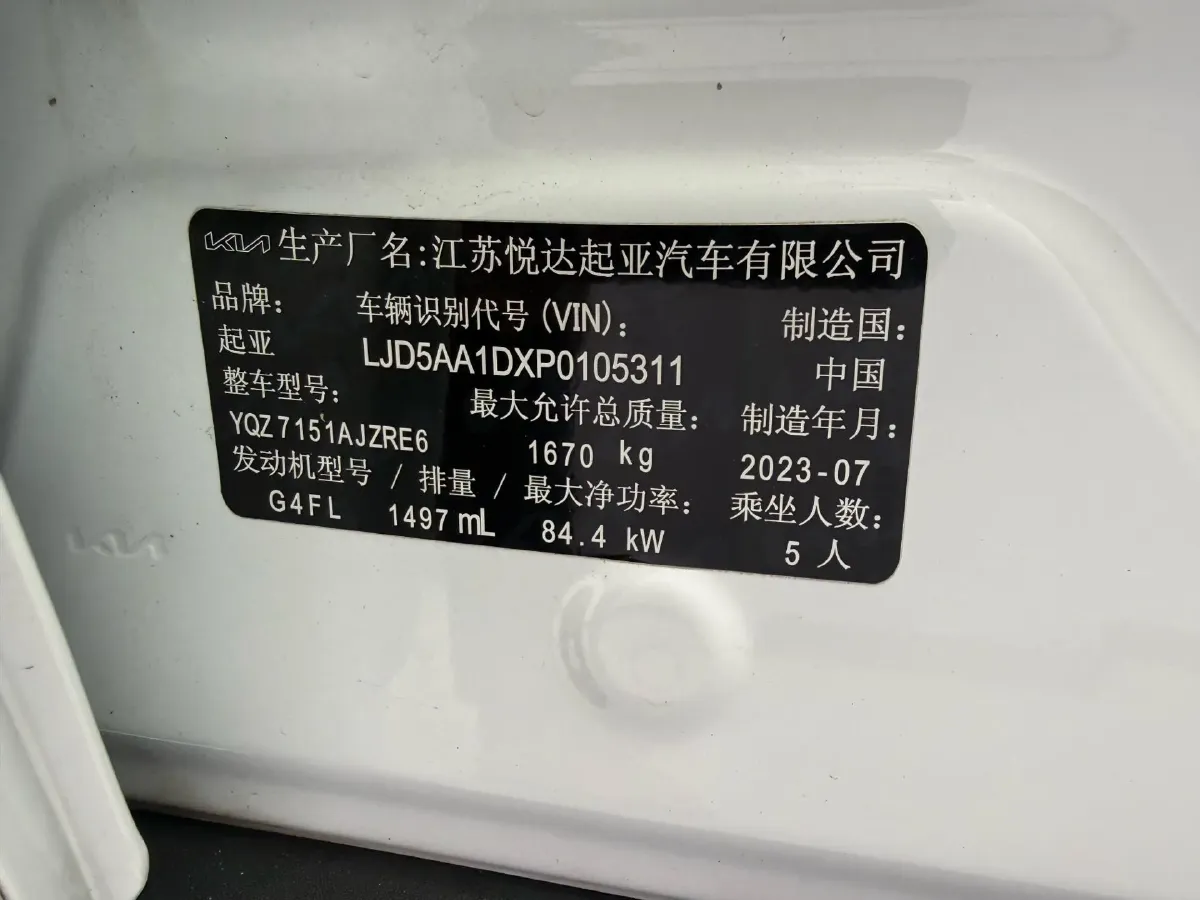 KIA 生产厂名:江苏悦达起亚汽车有限公司
品牌: 车辆识别代号(VIN): 制造国:
起亚 LJD5AA1DXP0105311 中国
整车型号: 最大允许总质量: 制造年月:
YQZ7151AJZRE6 1670 kg 2023-07
发动机型号 / 排量 / 最大净功率: 乘坐人数:
G4FL 1497 mL 84.4 kW 5 人